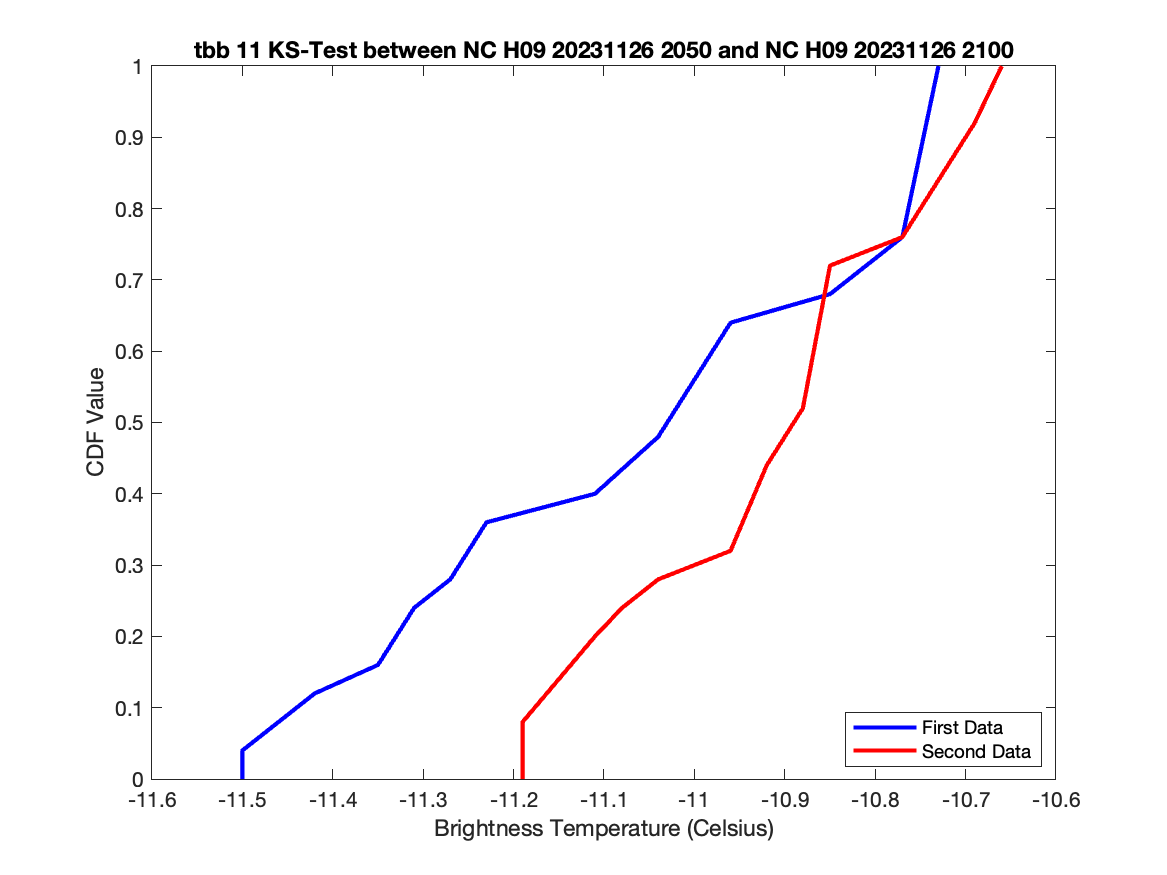 tbb 11 KS-Test between NC H09 20231126 2050 and NC H09 20231126 2100
1
0.9
0.8
0.7
0.6
0.5
0.4
0.3
0.2
0.1
0
CDF Value
First Data
Second Data
-11.6 -11.5 -11.4 -11.3 -11.2 -11.1 -11 -10.9 -10.8 -10.7 -10.6
Brightness Temperature (Celsius)